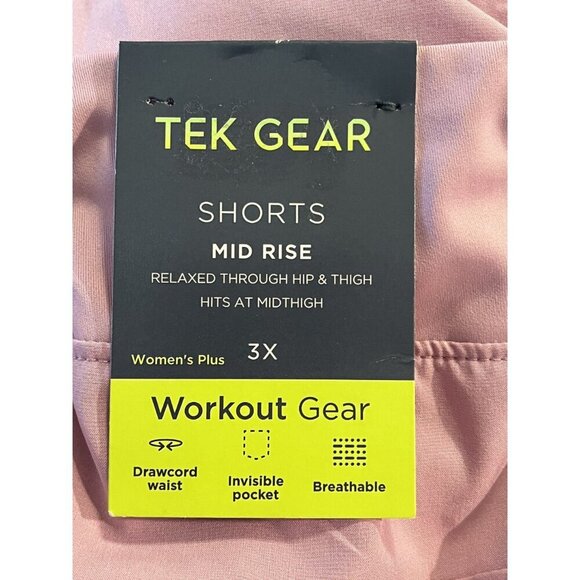 TEK GEAR
SHORTS
MID RISE
RELAXED THROUGH HIP & THIGH
HITS AT MIDTHIGH
Women's Plus 3X
Workout Gear
Drawcord waist
Invisible pocket
Breathable